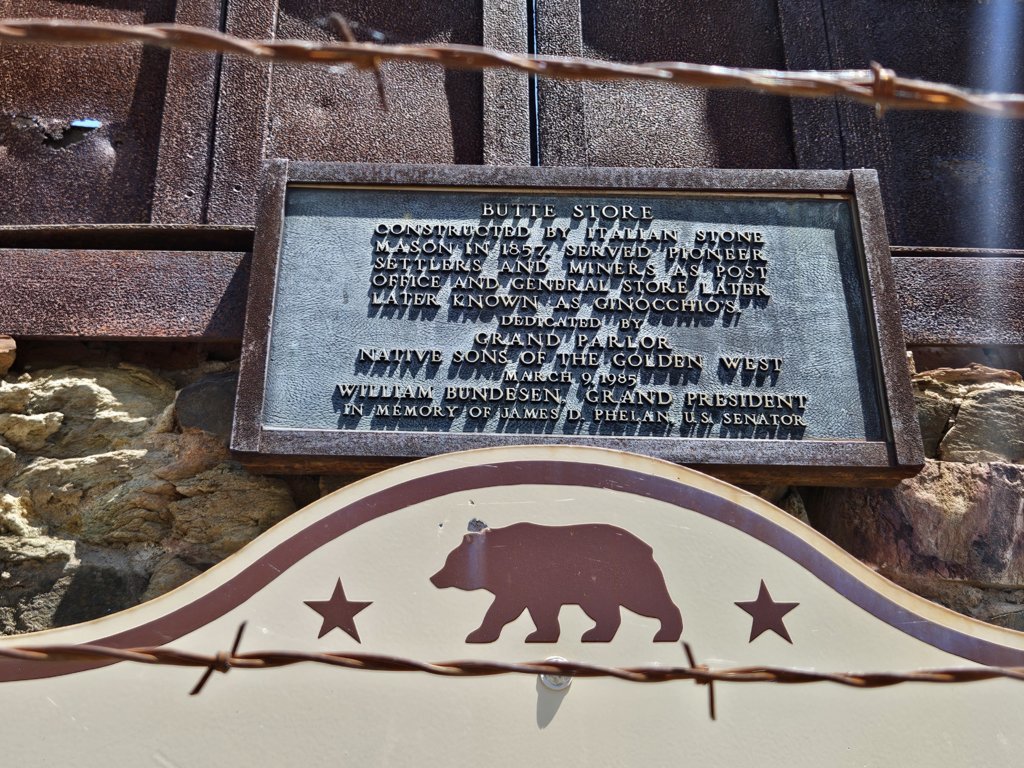 BUTTE STORE
CONSTRUCTED BY ITALIAN STONE
MASON IN 1857, SERVED PIONEER
SETTLERS AND MINERS AS POST
OFFICE AND GENERAL STORE LATER
LATER KNOWN AS GINOCCHIO'S.
DEDICATED BY
GRAND PARLOR
NATIVE SONS OF THE GOLDEN WEST
MARCH 9, 1985
WILLIAM BUNDESEN, GRAND PRESIDENT
IN MEMORY OF JAMES D. PHELAN, U.S. SENATOR